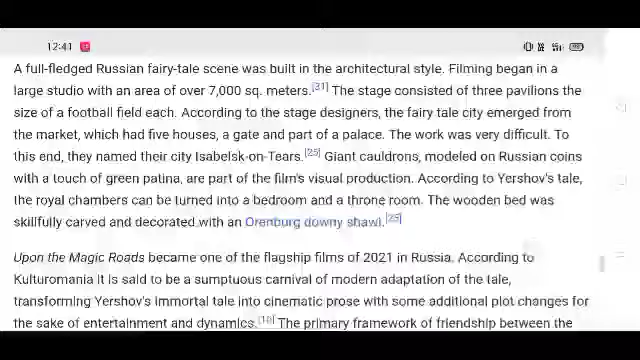 12:41
A full-fledged Russian fairy-tale scene was built in the architectural style. Filming began in a
large studio with an area of over 7,000 sq. meters.[31] The stage consisted of three pavilions the
size of a football field each. According to the stage designers, the fairy tale city emerged from
the market, which had five houses, a gate and part of a palace. The work was very difficult. To
this end, they named their city Isabelsk-on-Tears.[25] Giant cauldrons, modeled on Russian coins
with a touch of green patina, are part of the film's visual production. According to Yershov's tale,
the royal chambers can be turned into a bedroom and a throne room. The wooden bed was
skillfully carved and decorated with an Orenburg downy shawl.[25]
Upon the Magic Roads became one of the flagship films of 2021 in Russia. According to
Kulturomania it is said to be a sumptuous carnival of modern adaptation of the tale,
transforming Yershov's immortal tale into cinematic prose with some additional plot changes for
the sake of entertainment and dynamics.[18] The primary framework of friendship between the